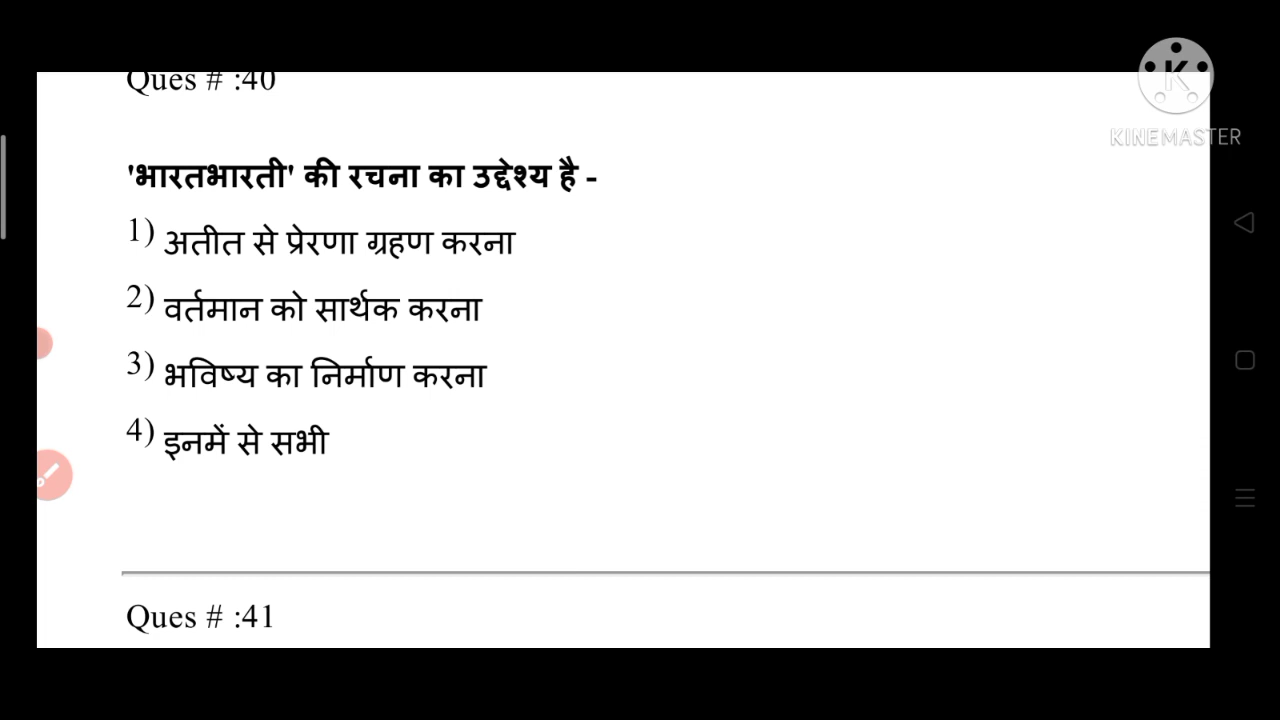 Ques # :40
KINEMASTER
'भारतभारती' की रचना का उद्देश्य है -
1) अतीत से प्रेरणा ग्रहण करना
2) वर्तमान को सार्थक करना
3) भविष्य का निर्माण करना
4) इनमें से सभी
Ques # :41